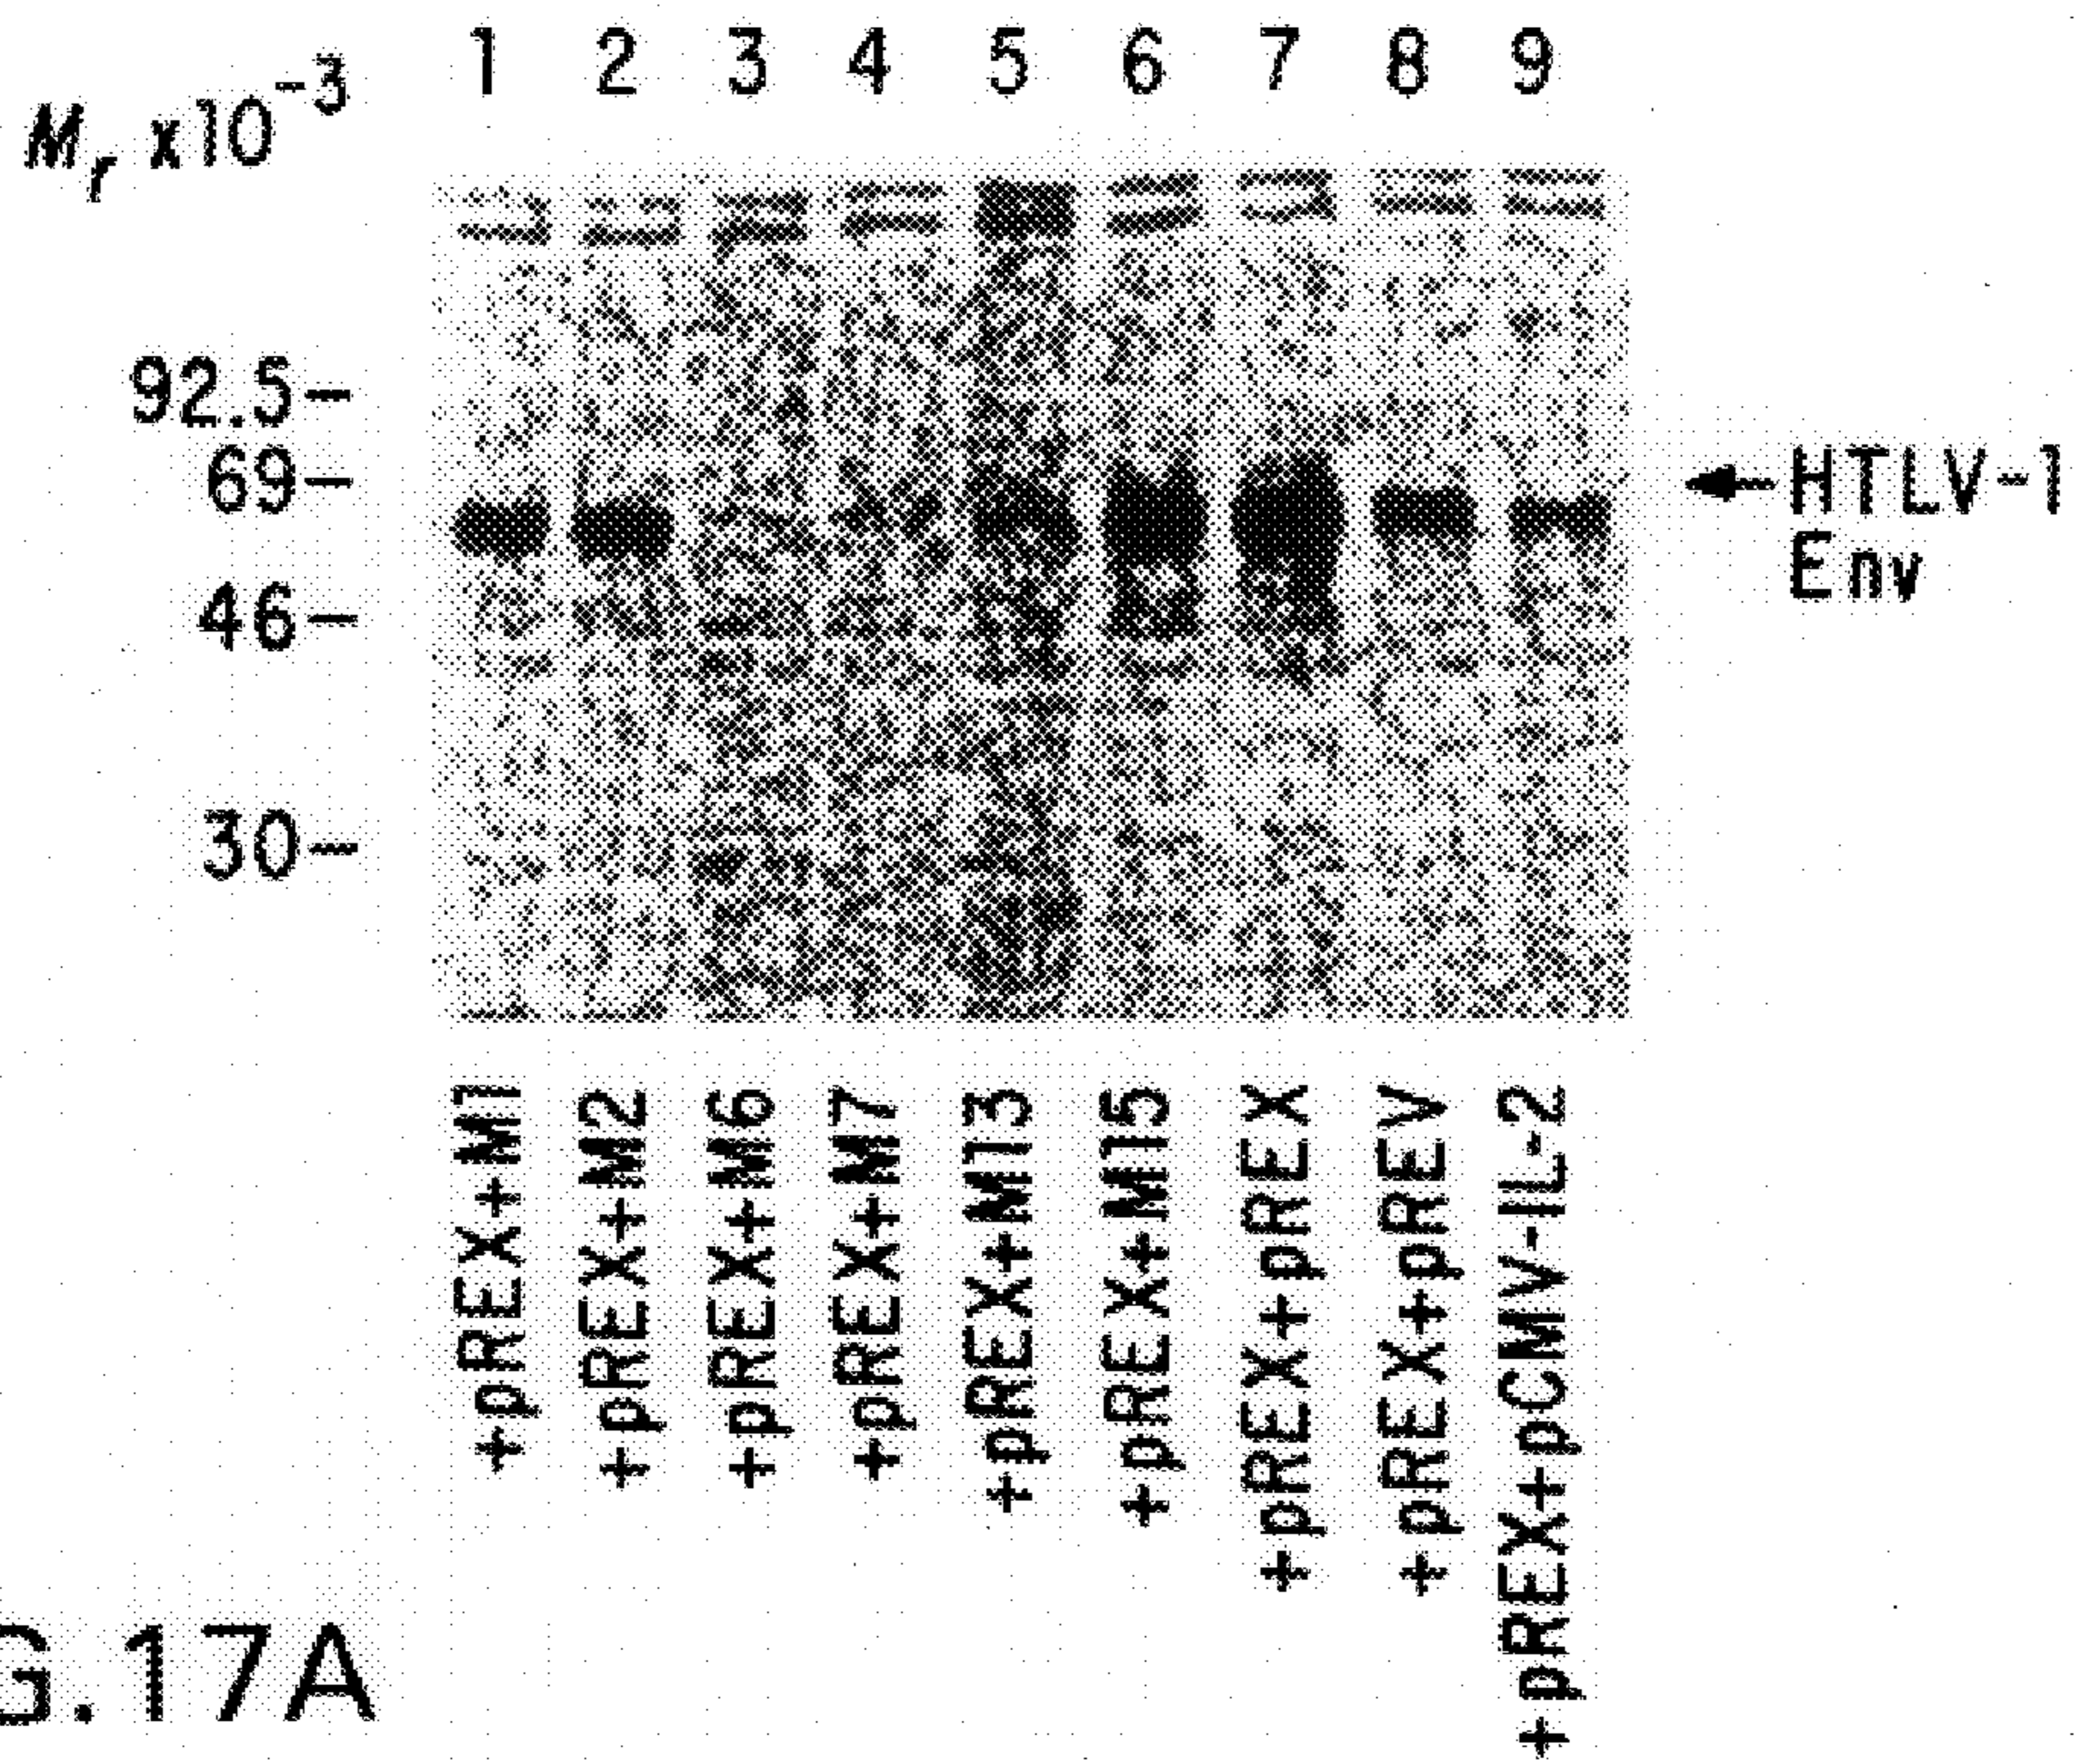 1 2 3 4 5 6 7 8 9
Mr x10-3
92.5-
69-
46-
30-
HTLV-1
Env
+pREX+M1
+pREX+M2
+pREX+M6
+pREX+M7
+pREX+M13
+pREX+M15
+pREX+pREX
+pREX+pREV
+pREX+pCMV-IL-2
G.17A